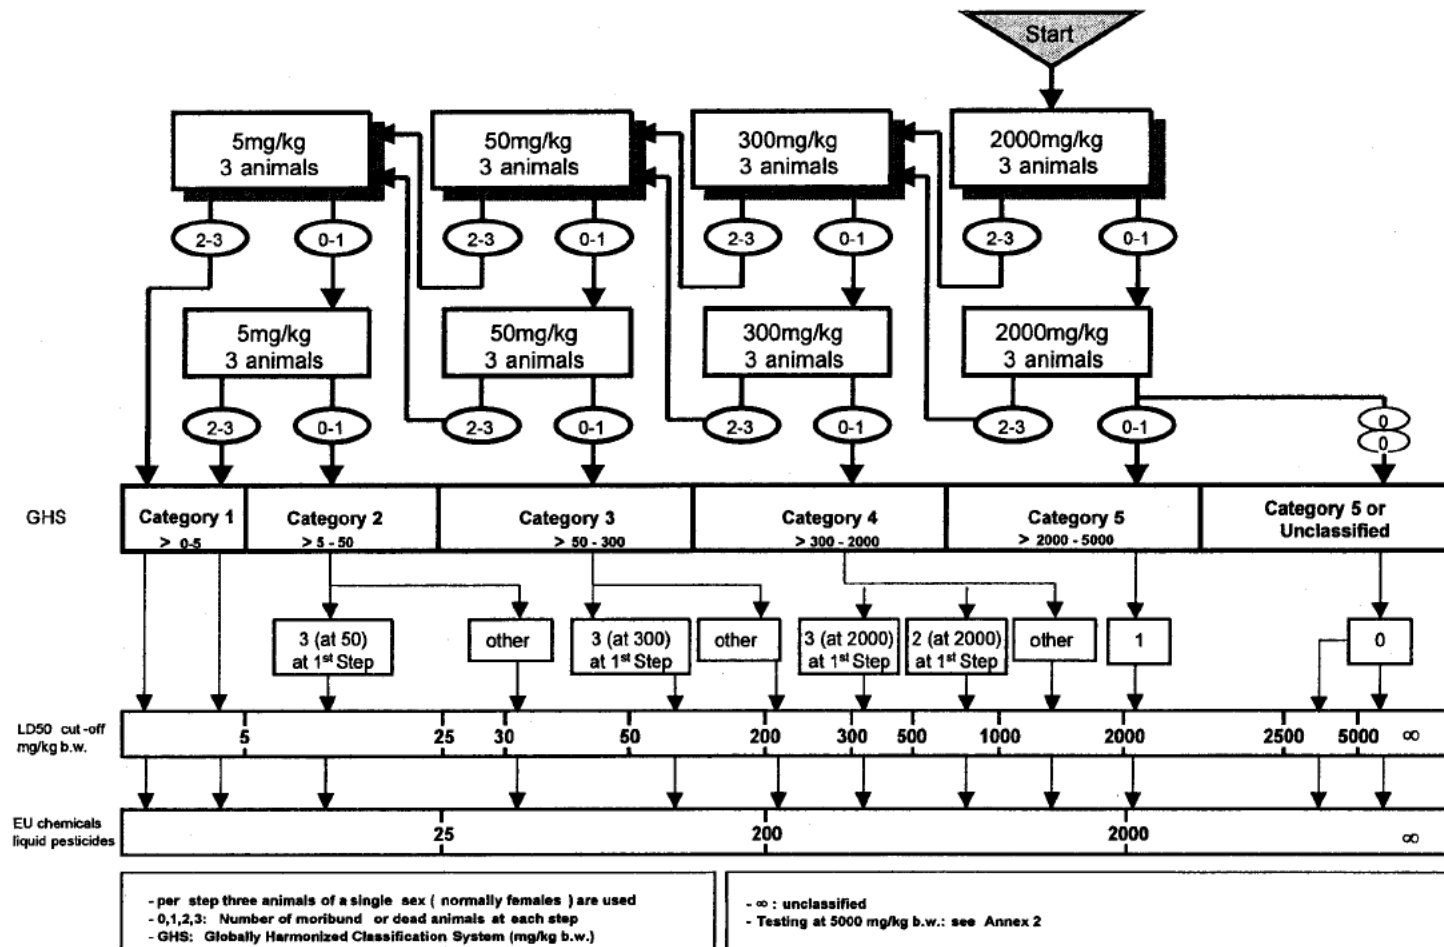 Start
5mg/kg
3 animals
50mg/kg
3 animals
300mg/kg
3 animals
2000mg/kg
3 animals
2-3
0-1
2-3
0-1
2-3
0-1
2-3
0-1
5mg/kg
3 animals
50mg/kg
3 animals
300mg/kg
3 animals
2000mg/kg
3 animals
2-3
0-1
2-3
0-1
2-3
0-1
2-3
0-1
0
0
GHS
Category 1
> 0-5
Category 2
> 5 - 50
Category 3
> 50 - 300
Category 4
> 300 - 2000
Category 5
> 2000 - 5000
Category 5 or
Unclassified
3 (at 50)
at 1st Step
other
3 (at 300)
at 1st Step
other
3 (at 2000)
at 1st Step
2 (at 2000)
at 1st Step
other
1
0
LD50 cut-off
mg/kg b.w.
5 25 30 50 200 300 500 1000 2000 2500 5000 ∞
EU chemicals
liquid pesticides
25 200 2000 ∞
- per step three animals of a single sex ( normally females ) are used
- 0,1,2,3: Number of moribund or dead animals at each step
- GHS: Globally Harmonized Classification System (mg/kg b.w.)
- ∞ : unclassified
- Testing at 5000 mg/kg b.w.: see Annex 2